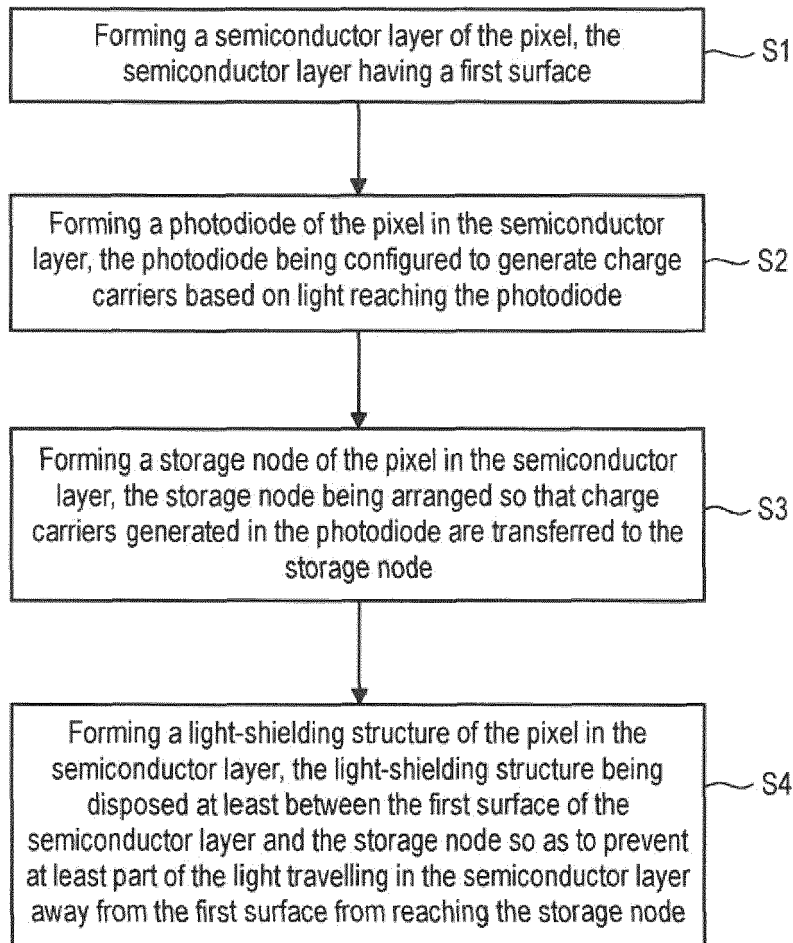 Forming a semiconductor layer of the pixel, the
semiconductor layer having a first surface
S1
Forming a photodiode of the pixel in the semiconductor
layer, the photodiode being configured to generate charge
carriers based on light reaching the photodiode
S2
Forming a storage node of the pixel in the semiconductor
layer, the storage node being arranged so that charge
carriers generated in the photodiode are transferred to the
storage node
S3
Forming a light-shielding structure of the pixel in the
semiconductor layer, the light-shielding structure being
disposed at least between the first surface of the
semiconductor layer and the storage node so as to prevent
at least part of the light travelling in the semiconductor layer
away from the first surface from reaching the storage node
S4